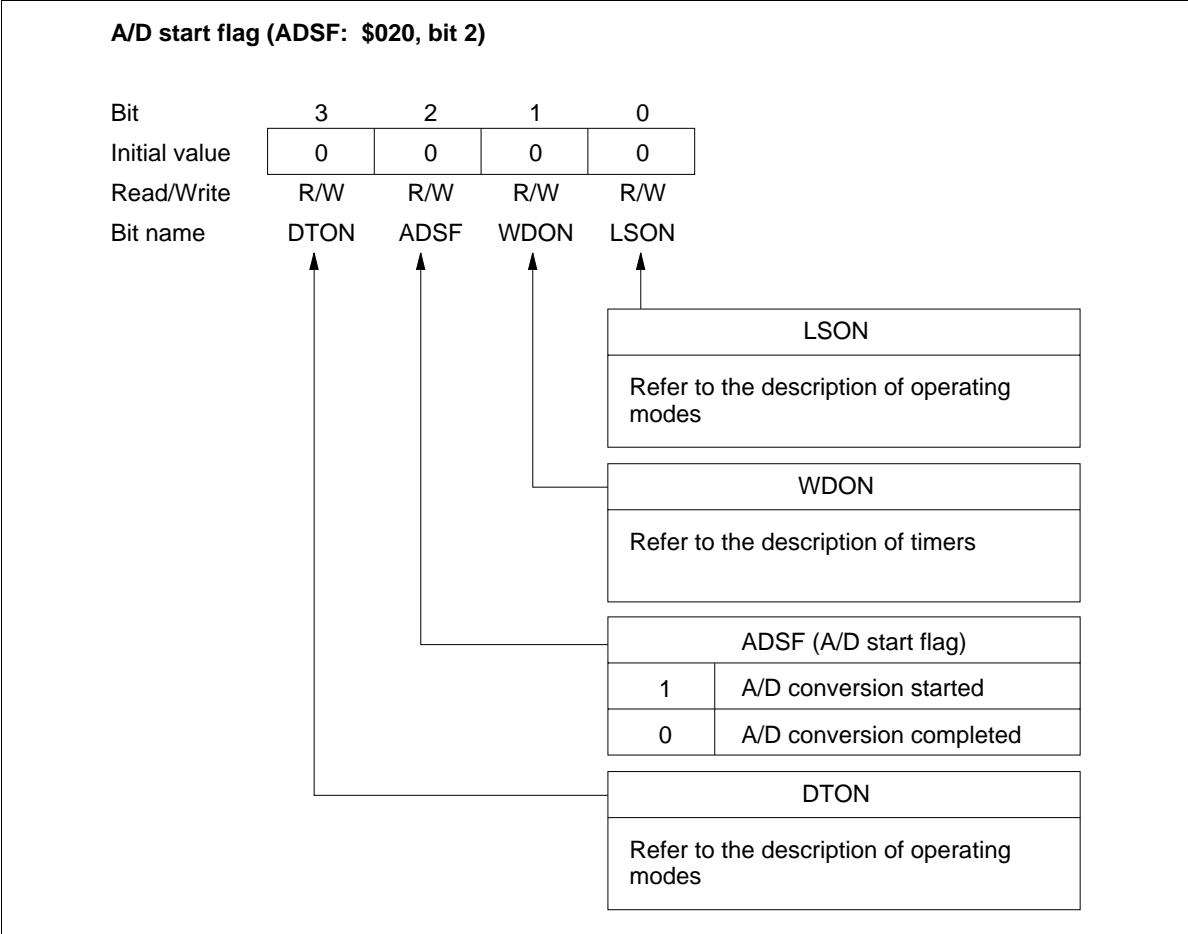 A/D start flag (ADSF: $020, bit 2)
Bit 3 2 1 0
Initial value 0 0 0 0
Read/Write R/W R/W R/W R/W
Bit name DTON ADSF WDON LSON
LSON
Refer to the description of operating
modes
WDON
Refer to the description of timers
ADSF (A/D start flag)
1 A/D conversion started
0 A/D conversion completed
DTON
Refer to the description of operating
modes